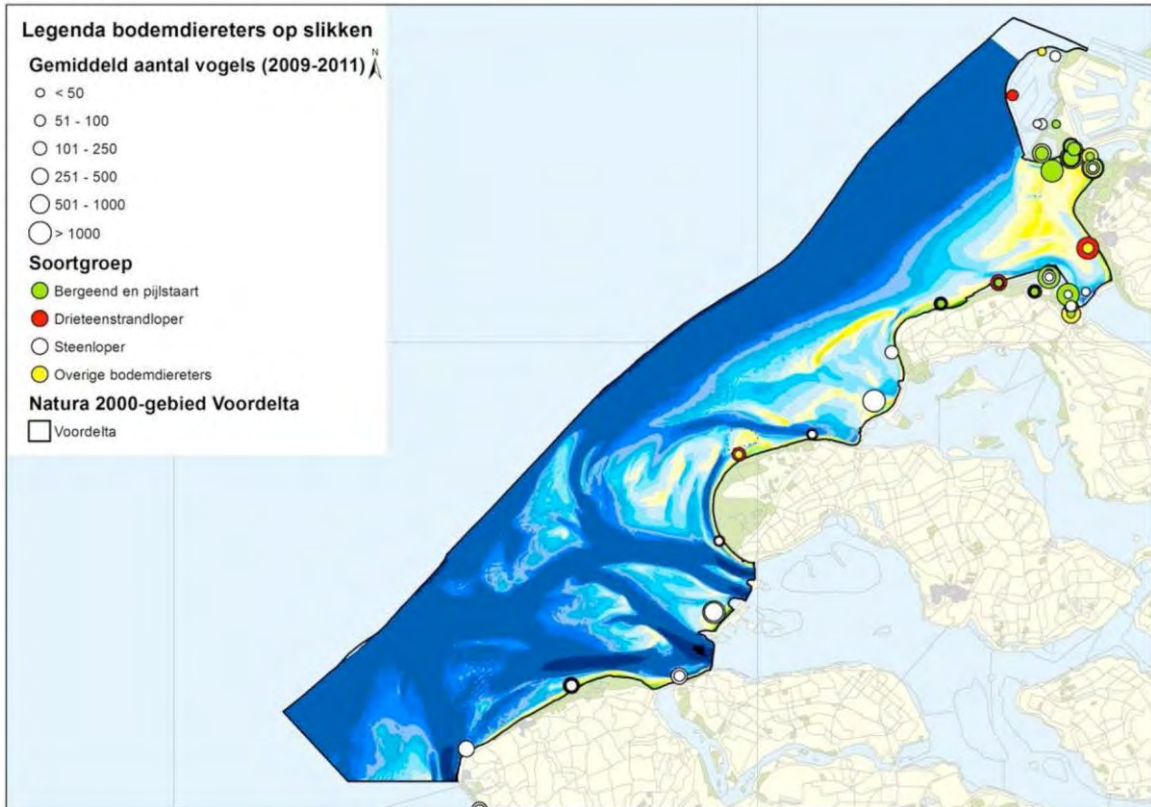 Legenda bodemdiereters op slikken
Gemiddeld aantal vogels (2009-2011)
N
< 50
51 - 100
101 - 250
251 - 500
501 - 1000
> 1000
Soortgroep
Bergeend en pijlstaart
Drieteenstrandloper
Steenloper
Overige bodemdiereters
Natura 2000-gebied Voordelta
Voordelta